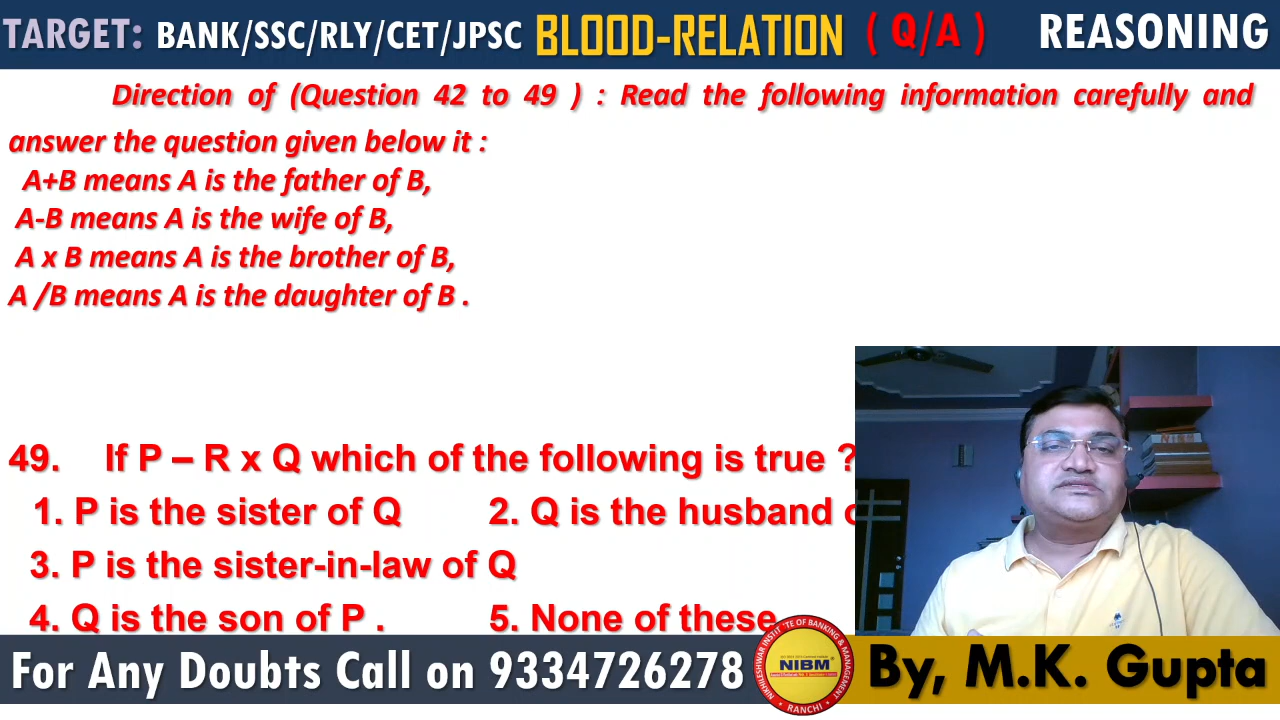 TARGET: BANK/SSC/RLY/CET/JPSC BLOOD-RELATION ( Q/A ) REASONING
Direction of (Question 42 to 49 ) : Read the following information carefully and
answer the question given below it :
A+B means A is the father of B,
A-B means A is the wife of B,
A x B means A is the brother of B,
A /B means A is the daughter of B .
49. If P – R x Q which of the following is true ?
1. P is the sister of Q 2. Q is the husband
3. P is the sister-in-law of Q
4. Q is the son of P . 5. None of these
For Any Doubts Call on 9334726278
NIBM
RANCHI
By, M.K. Gupta